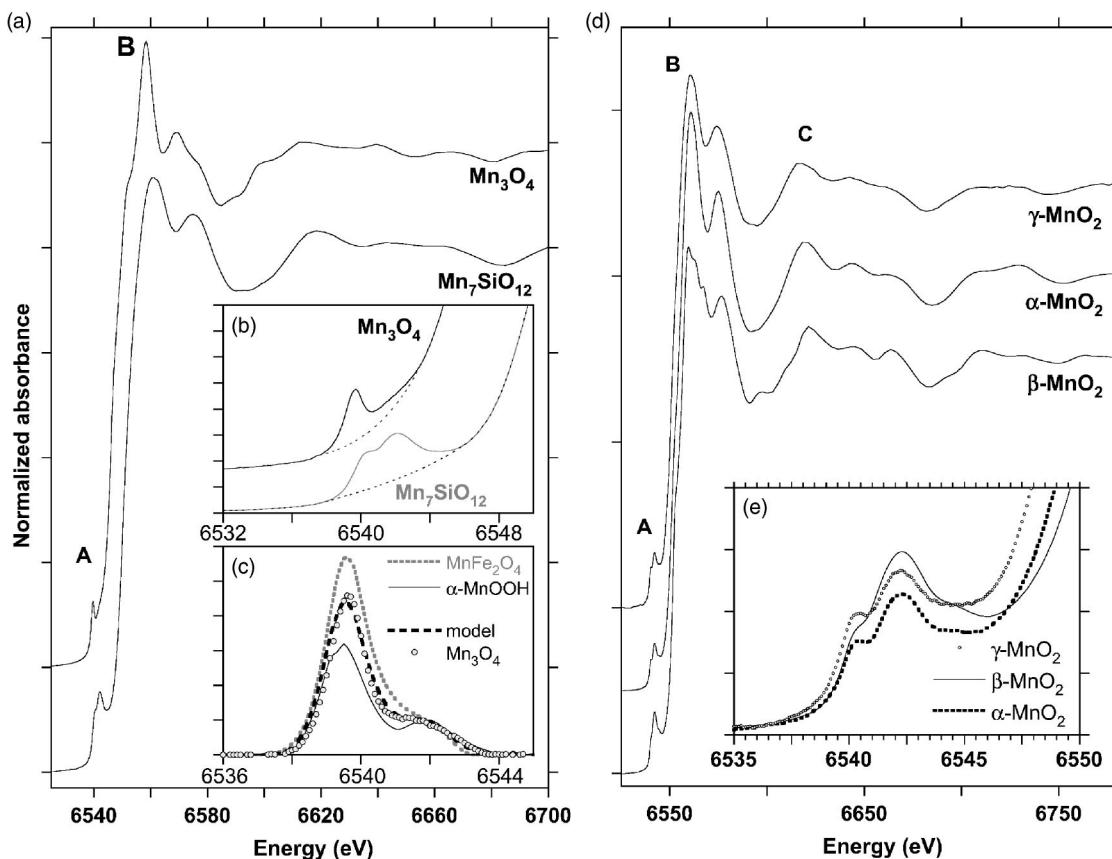 (a)
B
Mn3O4
Mn7SiO12
A
Normalized absorbance
(b)
Mn3O4
Mn7SiO12
6532 6540 6548
(c)
MnFe2O4
α-MnOOH
model
Mn3O4
6536 6540 6544
6540 6580 6620 6660 6700
Energy (eV)
(d)
B
C
γ-MnO2
α-MnO2
β-MnO2
A
(e)
γ-MnO2
β-MnO2
α-MnO2
6535 6540 6545 6550
6550 6650 6750
Energy (eV)